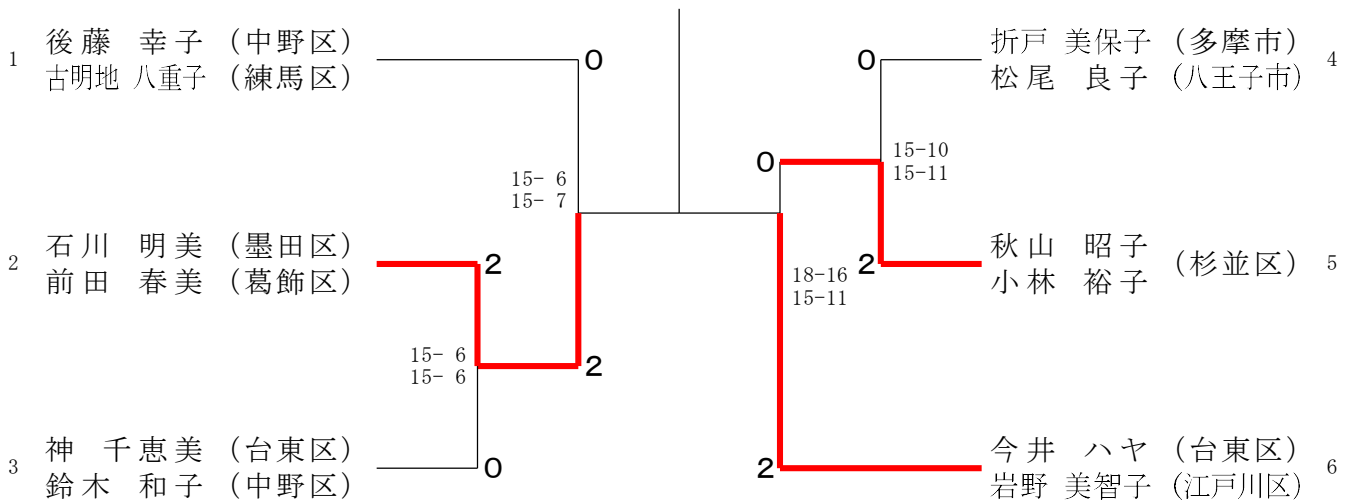 1 後藤 幸子 (中野区)
古明地 八重子 (練馬区)
0
15- 6
15- 7
2 石川 明美 (墨田区)
前田 春美 (葛飾区)
2
15- 6
15- 6
2
3 神 千恵美 (台東区)
鈴木 和子 (中野区)
0
折戸 美保子 (多摩市) 4
松尾 良子 (八王子市)
0
0
15-10
15-11
秋山 昭子
小林 裕子
(杉並区) 5
2
18-16
15-11
今井 ハヤ (台東区)
岩野 美智子 (江戸川区) 6
2